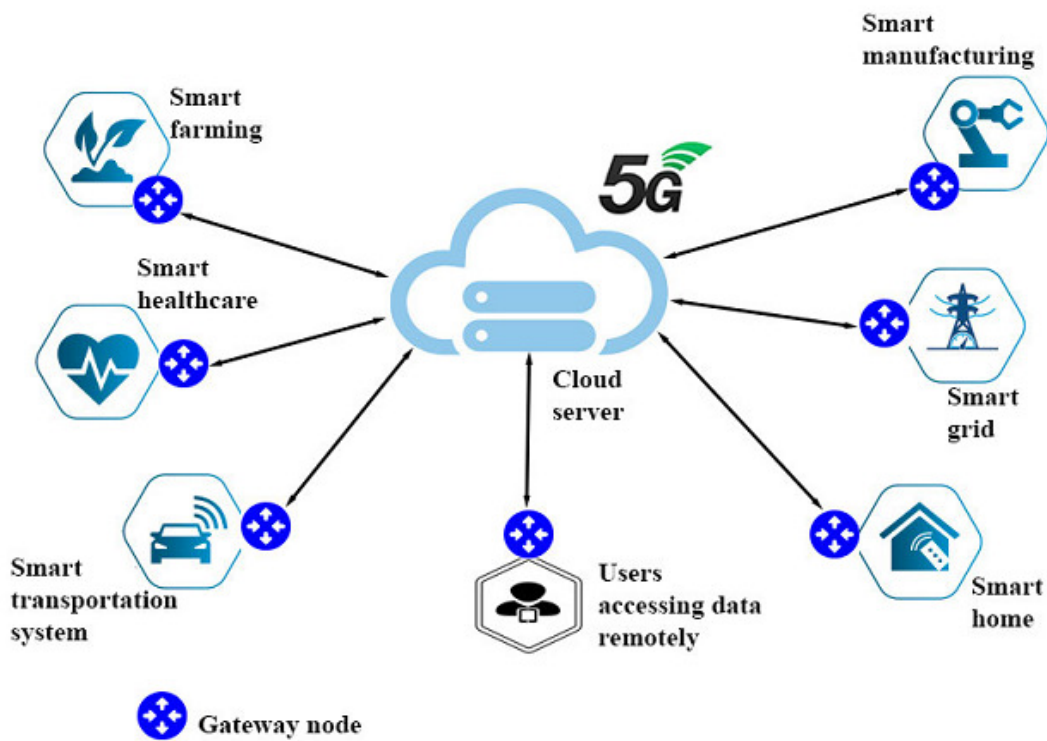 Smart
manufacturing
Smart
farming
5G
Smart
healthcare
Cloud
server
Smart
grid
Smart
transportation
system
Users
accessing data
remotely
Smart
home
Gateway node